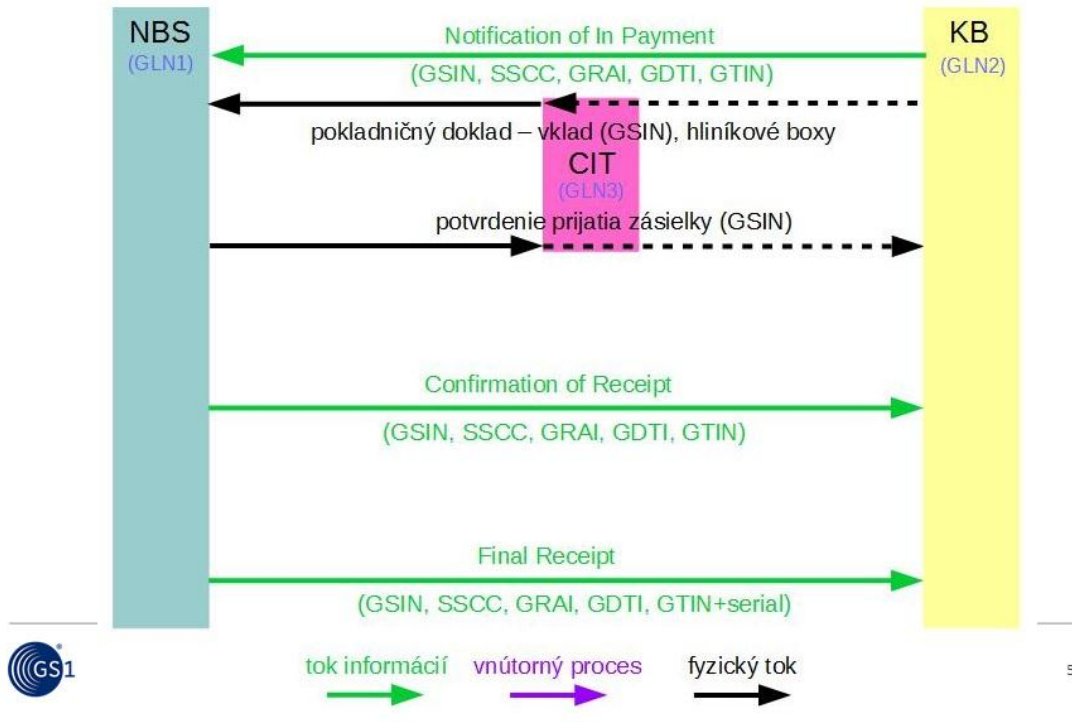 NBS
(GLN1)
KB
(GLN2)
Notification of In Payment
(GSIN, SSCC, GRAI, GDTI, GTIN)
pokladničný doklad – vklad (GSIN), hliníkové boxy
CIT
(GLN3)
potvrdenie prijatia zásielky (GSIN)
Confirmation of Receipt
(GSIN, SSCC, GRAI, GDTI, GTIN)
Final Receipt
(GSIN, SSCC, GRAI, GDTI, GTIN+serial)
GS1
tok informácií
vnútorný proces
fyzický tok
5